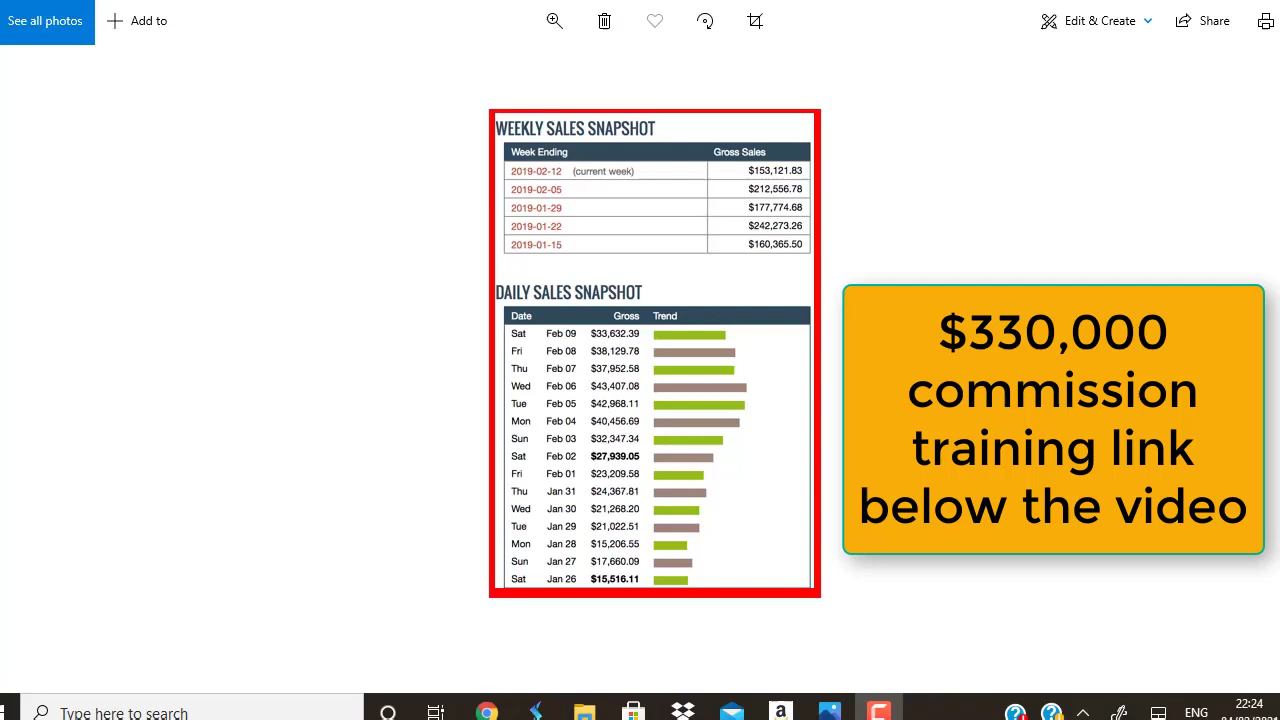 See all photos
Add to
Edit & Create
Share
WEEKLY SALES SNAPSHOT
Week Ending Gross Sales
2019-02-12 (current week) $153,121.83
2019-02-05 $212,556.78
2019-01-29 $177,774.68
2019-01-22 $242,273.26
2019-01-15 $160,365.50
DAILY SALES SNAPSHOT
Date Gross Trend
Sat Feb 09 $33,632.39
Fri Feb 08 $38,129.78
Thu Feb 07 $37,952.58
Wed Feb 06 $43,407.08
Tue Feb 05 $42,968.11
Mon Feb 04 $40,456.69
Sun Feb 03 $32,347.34
Sat Feb 02 $27,939.05
Fri Feb 01 $23,209.58
Thu Jan 31 $24,367.81
Wed Jan 30 $21,268.20
Tue Jan 29 $21,022.51
Mon Jan 28 $15,206.55
Sun Jan 27 $17,660.09
Sat Jan 26 $15,516.11
$330,000
commission
training link
below the video
Type here to search
ENG
22:24